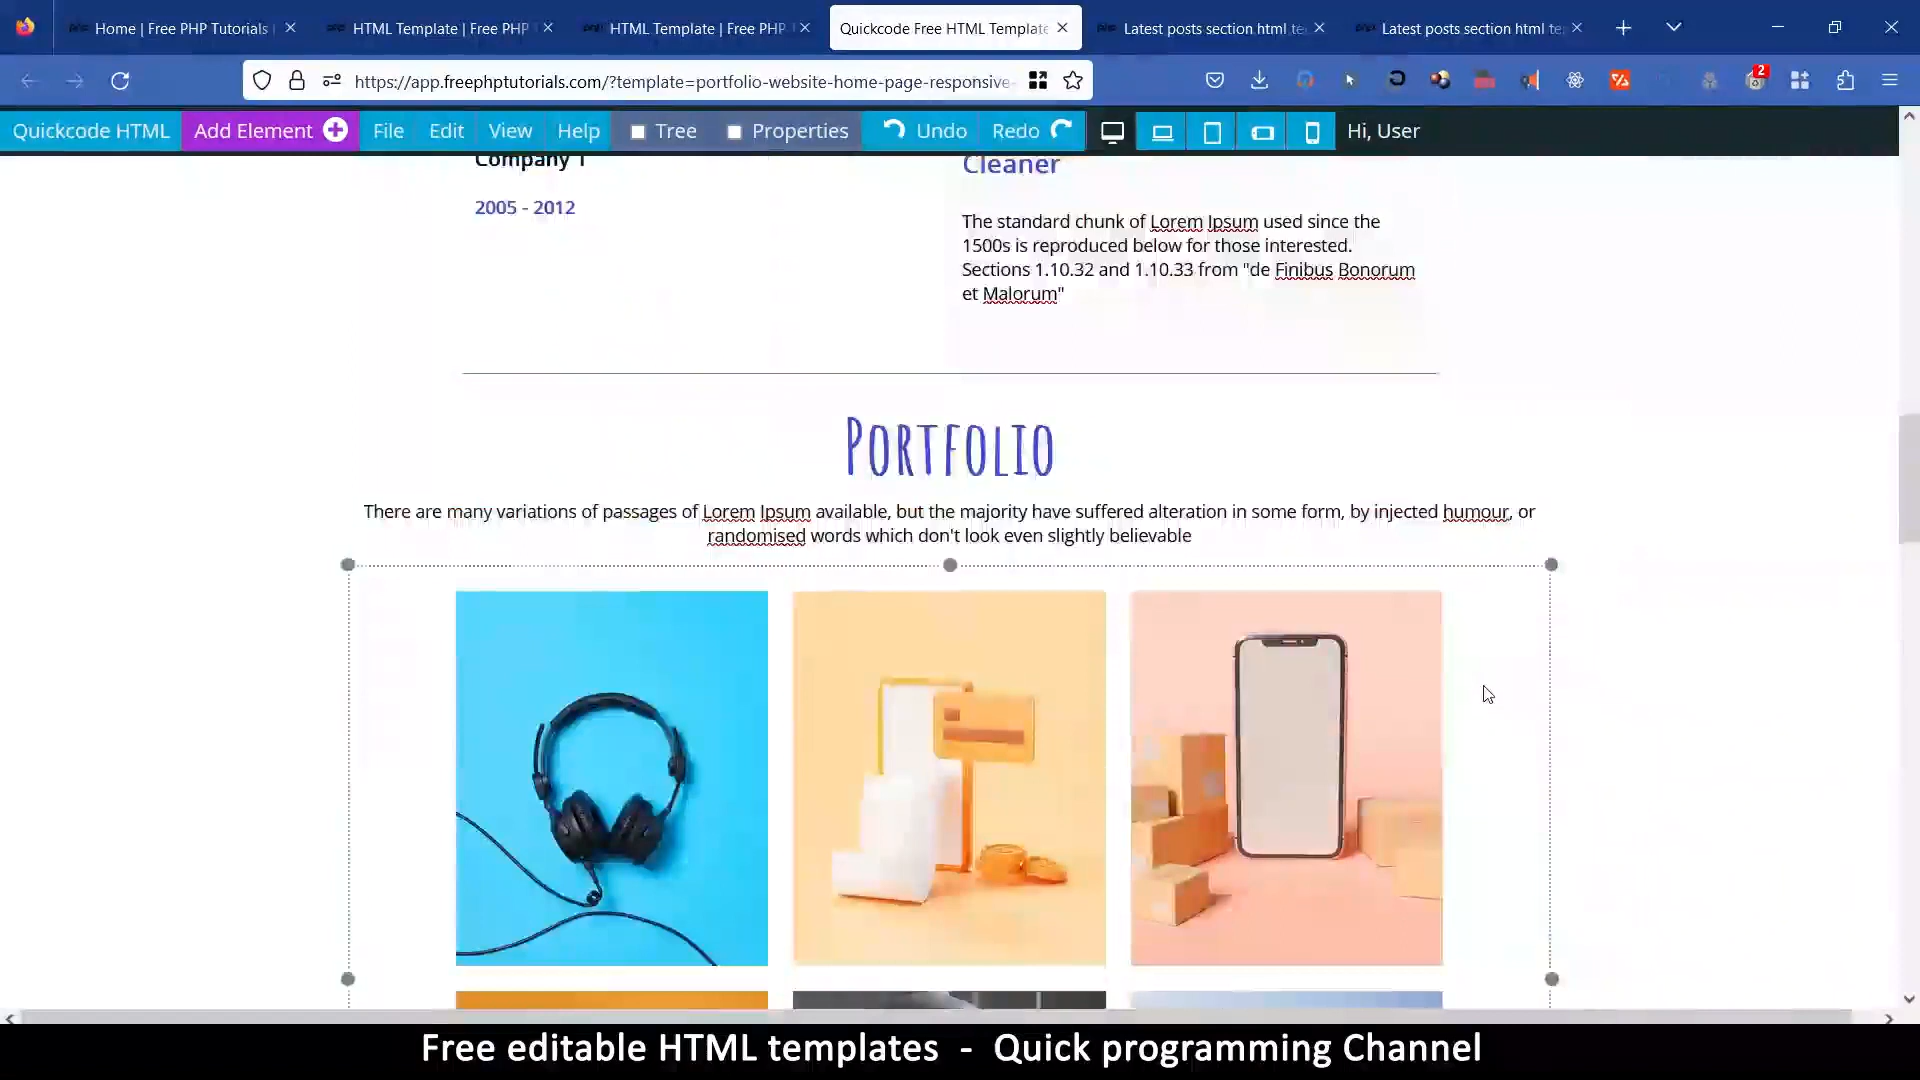 Home | Free PHP Tutorials
HTML Template | Free PHP
HTML Template | Free PHP
Quickcode Free HTML Template
Latest posts section html te
Latest posts section html te
https://app.freephptutorials.com/?template=portfolio-website-home-page-responsive-
2
Quickcode HTML
Add Element
File
Edit
View
Help
Tree
Properties
Undo
Redo
Hi, User
Company 1
2005 - 2012
Cleaner
The standard chunk of Lorem Ipsum used since the
1500s is reproduced below for those interested.
Sections 1.10.32 and 1.10.33 from "de Finibus Bonorum
et Malorum"
Portfolio
There are many variations of passages of Lorem Ipsum available, but the majority have suffered alteration in some form, by injected humour, or
randomised words which don't look even slightly believable
Free editable HTML templates - Quick programming Channel